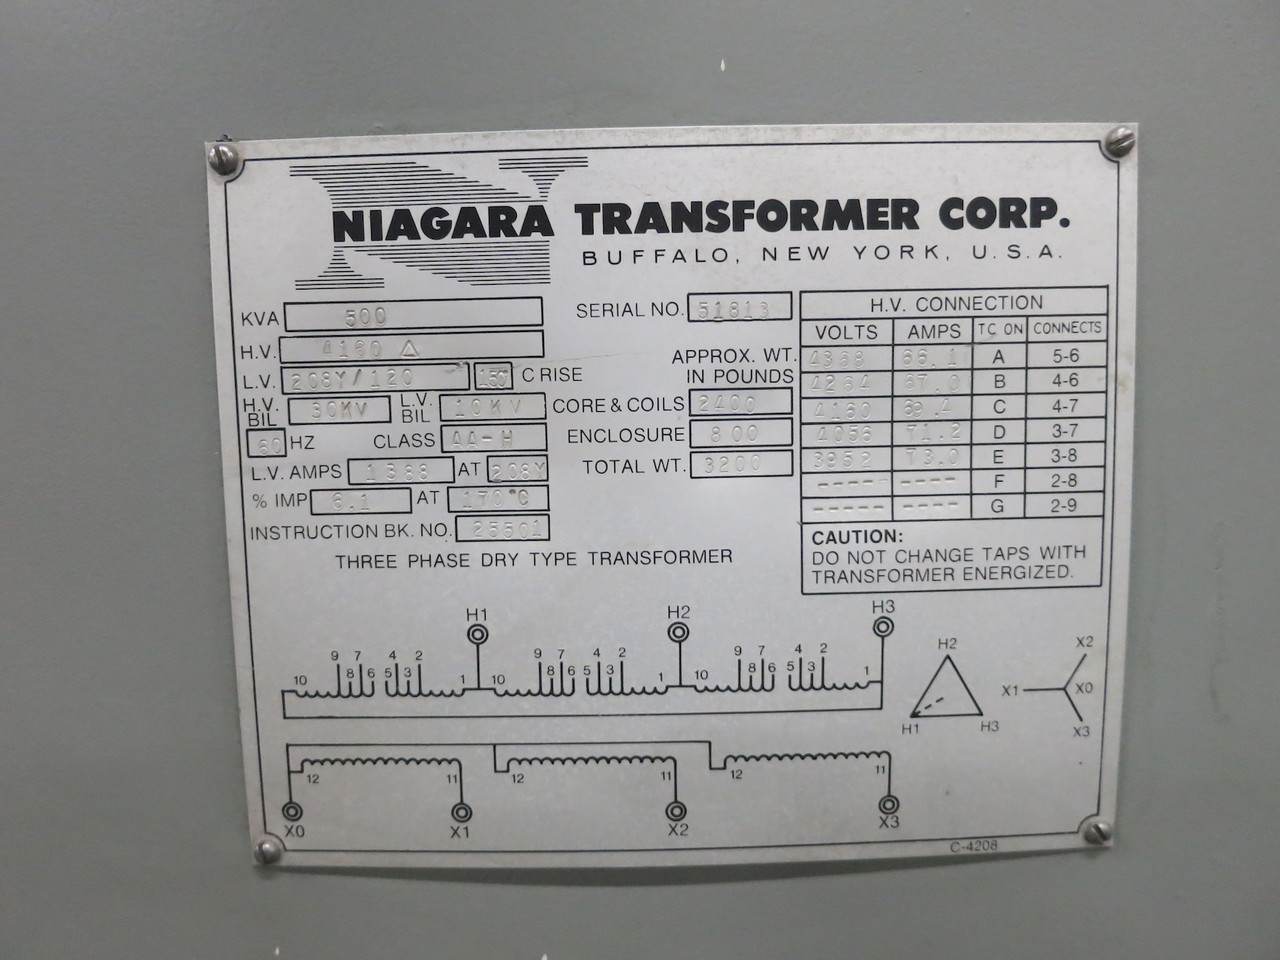 NIAGARA TRANSFORMER CORP.
BUFFALO, NEW YORK, U.S.A.
KVA 500
H.V. 4160 △
L.V. 208Y/120 150° C RISE
H.V. BIL 30KV L.V. BIL 10KV
60 HZ CLASS AA-H
L.V. AMPS 1388 AT 208Y
% IMP 6.1 AT 170°C
INSTRUCTION BK. NO. 25501
SERIAL NO. 51813
APPROX. WT.
IN POUNDS
CORE & COILS 2400
ENCLOSURE 800
TOTAL WT. 3200
H.V. CONNECTION
VOLTS AMPS TC ON CONNECTS
4368 66.1 A 5-6
4264 67.0 B 4-6
4160 69.4 C 4-7
4056 71.2 D 3-7
3952 73.0 E 3-8
----- ---- F 2-8
----- ---- G 2-9
CAUTION:
DO NOT CHANGE TAPS WITH
TRANSFORMER ENERGIZED.
THREE PHASE DRY TYPE TRANSFORMER
H1 H2 H3
10 9 8 7 6 5 4 3 2 1
10 9 8 7 6 5 4 3 2 1
10 9 8 7 6 5 4 3 2 1
H2
H1 H3
X2
X1 X0
X3
12 11 12 11 12 11
X0 X1 X2 X3
C-4208